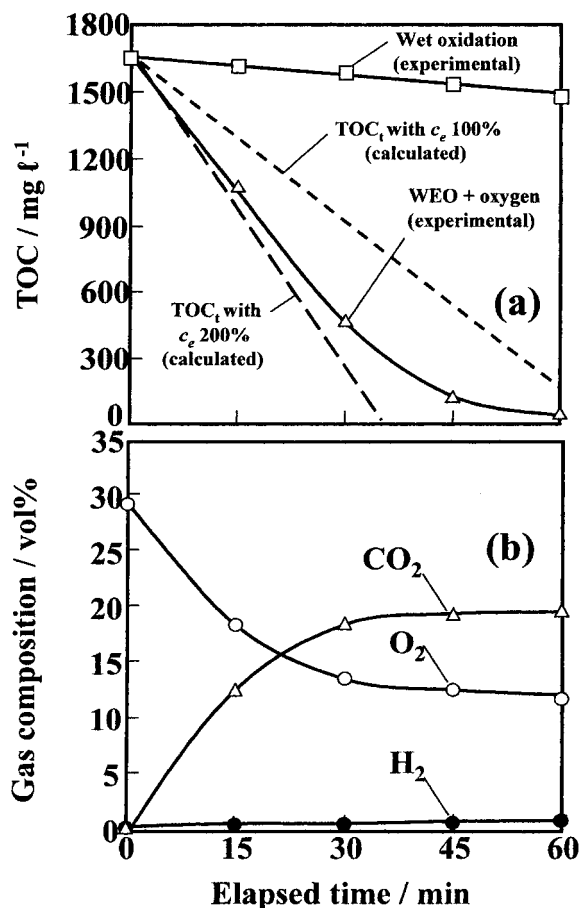 1800
1500
1200
900
600
300
0
TOC / mg ℓ⁻¹
Wet oxidation
(experimental)
TOCt with ce 100%
(calculated)
WEO + oxygen
(experimental)
TOCt with
ce 200%
(calculated)
(a)
35
30
25
20
15
10
5
0
Gas composition / vol%
(b)
CO₂
O₂
H₂
0 15 30 45 60
Elapsed time / min